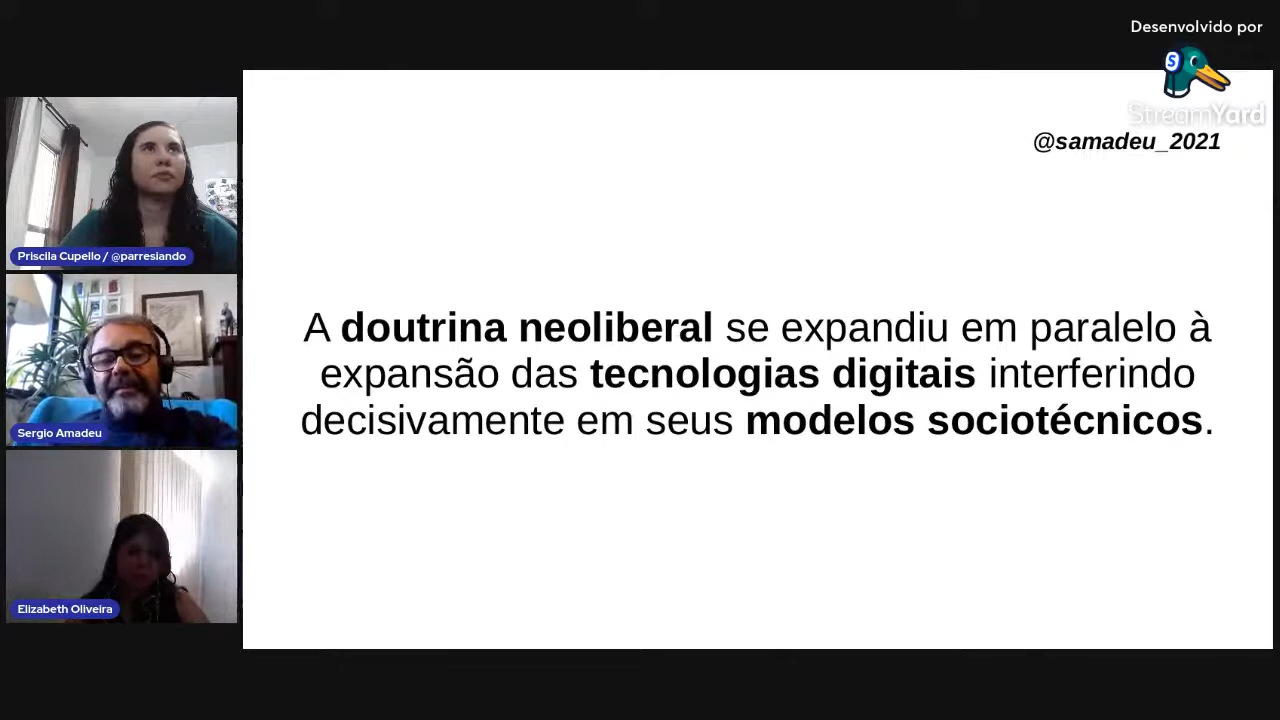 Desenvolvido por
StreamYard
@samadeu_2021
Priscila Cupello / @parresiando
Sergio Amadeu
Elizabeth Oliveira
A doutrina neoliberal se expandiu em paralelo à
expansão das tecnologias digitais interferindo
decisivamente em seus modelos sociotécnicos.